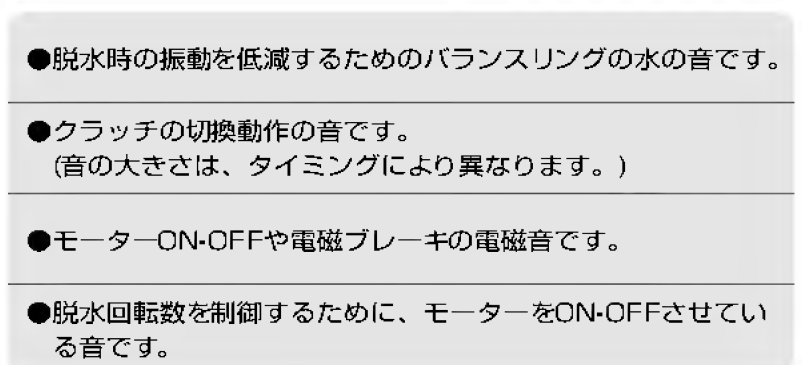 ●脱水時の振動を低減するためのバランスリングの水の音です。
●クラッチの切換動作の音です。
(音の大きさは、タイミングにより異なります。)
●モーターON・OFFや電磁ブレーキの電磁音です。
●脱水回転数を制御するために、モーターをON・OFFさせてい
る音です。